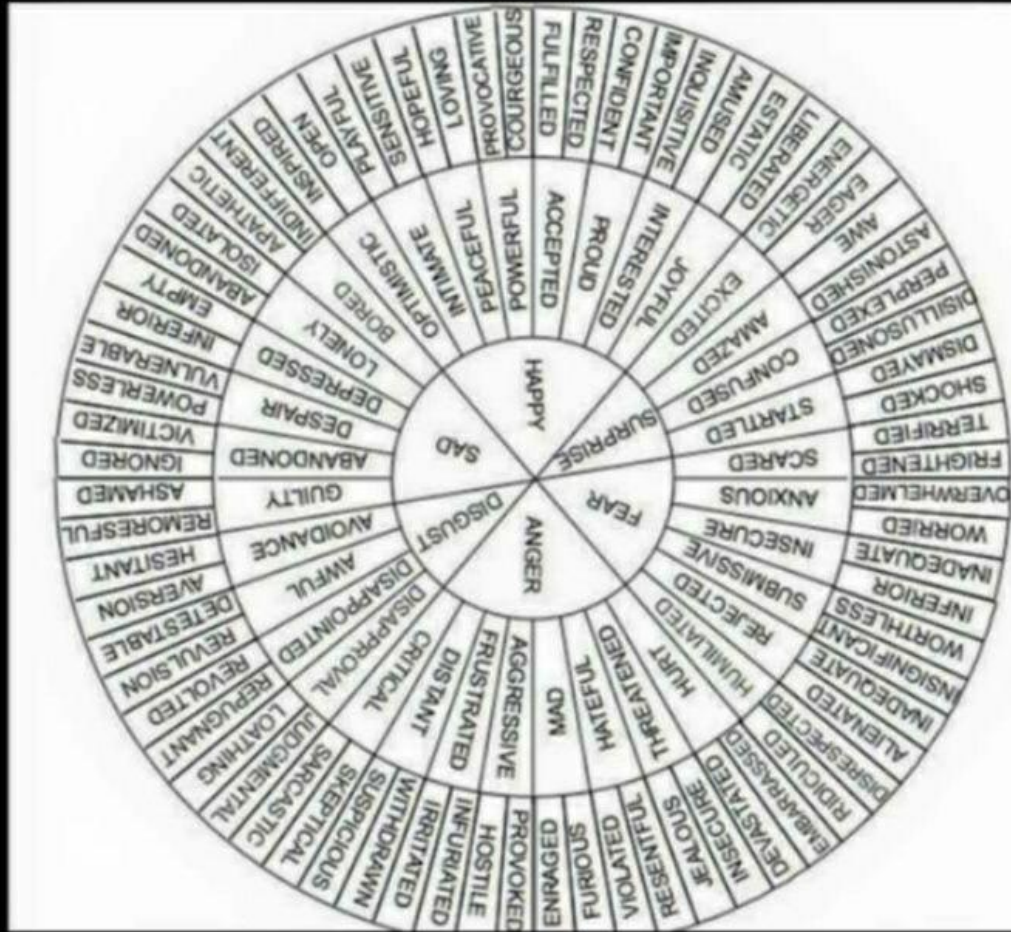 HAPPY
SURPRISE
FEAR
ANGER
DISGUST
SAD
OPTIMISTIC
INTIMATE
PEACEFUL
POWERFUL
ACCEPTED
PROUD
INTERESTED
JOYFUL
EXCITED
AMAZED
CONFUSED
STARTLED
SCARED
ANXIOUS
INSECURE
SUBMISSIVE
REJECTED
HUMILIATED
HURT
THREATENED
HATEFUL
MAD
AGGRESSIVE
FRUSTRATED
DISTANT
CRITICAL
DISAPPROVAL
DISAPPOINTED
AWFUL
AVOIDANCE
GUILTY
ABANDONED
DESPAIR
DEPRESSED
LONELY
BORED
INSPIRED
OPEN
PLAYFUL
SENSITIVE
HOPEFUL
LOVING
PROVOCATIVE
COURGEOUS
FULFILLED
RESPECTED
CONFIDENT
IMPORTANT
INQUISITIVE
AMUSED
ESTATIC
LIBERATED
ENERGETIC
EAGER
AWE
ASTONISHED
PERPLEXED
DISILLUSIONED
DISMAYED
SHOCKED
TERRIFIED
FRIGHTENED
OVERWHELMED
WORRIED
INADEQUATE
INFERIOR
WORTHLESS
INSIGNIFICANT
INADEQUATE
ALIENATED
DISRESPECTED
RIDICULED
EMBARRASSED
DEVASTATED
INSECURE
JEALOUS
RESENTFUL
VIOLATED
FURIOUS
ENRAGED
PROVOKED
HOSTILE
INFURIATED
IRRITATED
WITHDRAWN
SUSPICIOUS
SKEPTICAL
SARCASTIC
JUDGMENTAL
LOATHING
REPUGNANT
REVOLTED
REVULSION
DETESTABLE
AVERSION
HESITANT
REMORESFUL
ASHAMED
IGNORED
VICTIMIZED
POWERLESS
VULNERABLE
INFERIOR
EMPTY
ABANDONED
ISOLATED
APATHETIC
INDIFFERENT